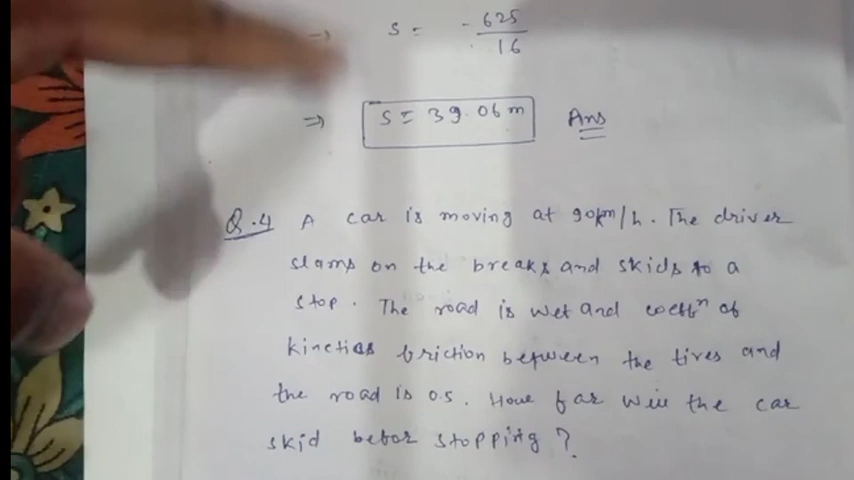 → s = - 625/16
⇒ s = 39.06 m Ans
Q.4 A car is moving at 90km/h. The driver
slams on the breaks and skids to a
stop. The road is wet and coeffⁿ of
kinetics friction between the tires and
the road is 0.5. How far will the car
skid befor stopping?